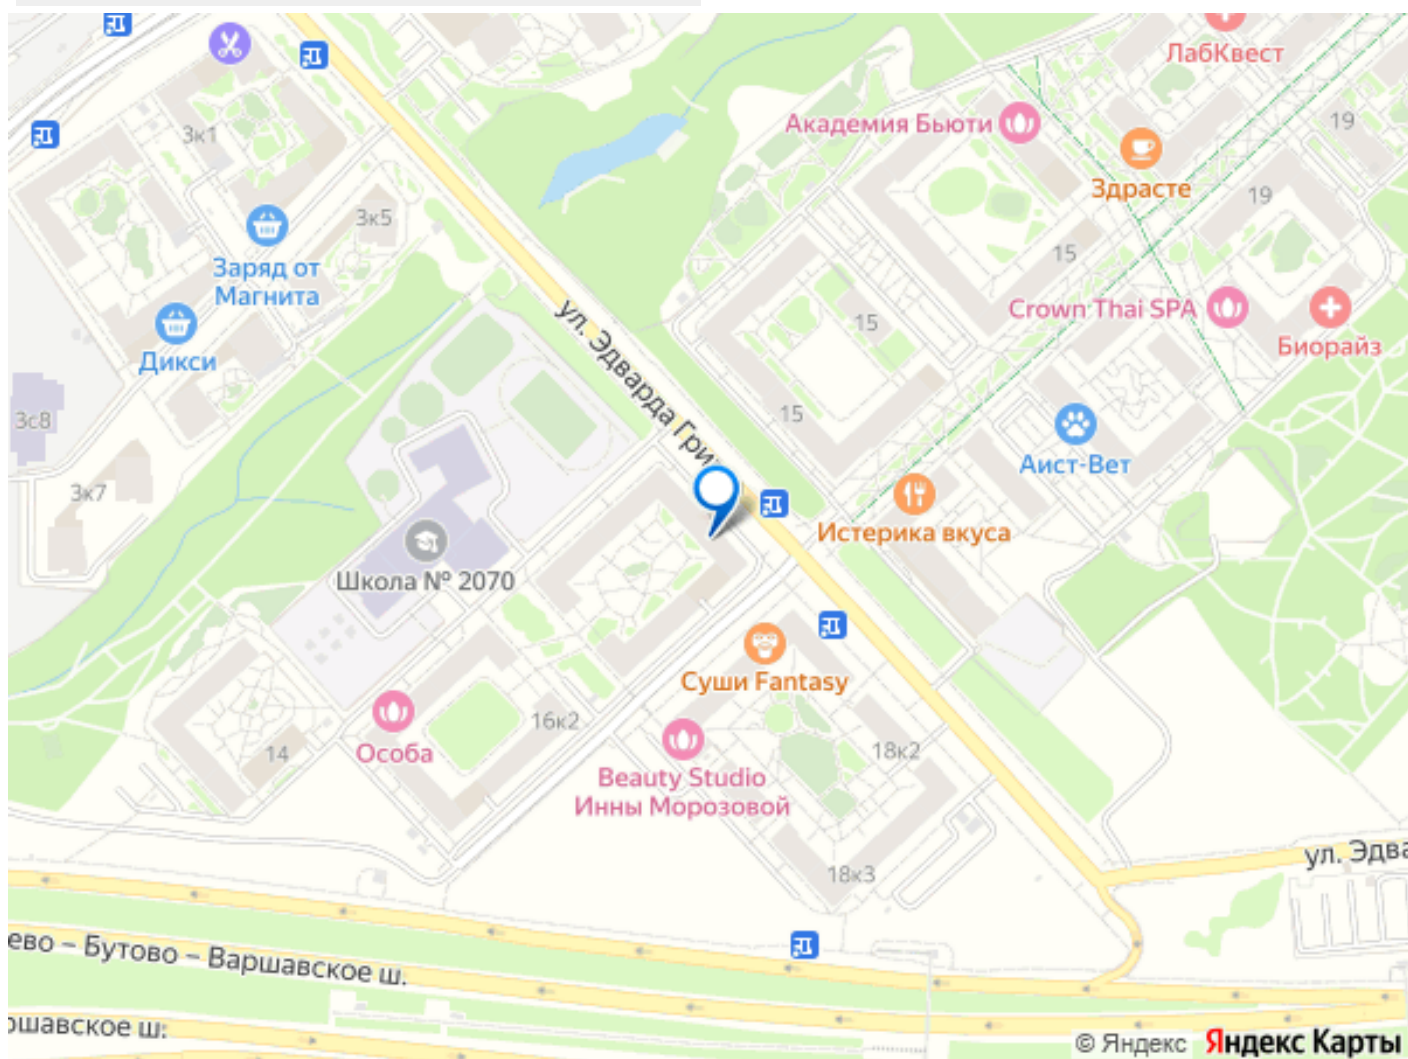 ЛабКвест
Академия Бьюти
19
3к1
Здрасте
19
3к5
15
Заряд от
Магнита
Crown Thai SPA
15
Биорайз
Дикси
ул. Эдварда Гри
15
3с8
Аист-Вет
3к7
Истерика вкуса
Школа № 2070
Суши Fantasy
16к2
Особа
14
18к2
Beauty Studio
Инны Морозовой
ул. Эдва
18к3
ево – Бутово – Варшавское ш.
ршавское ш.
© Яндекс Яндекс Карты